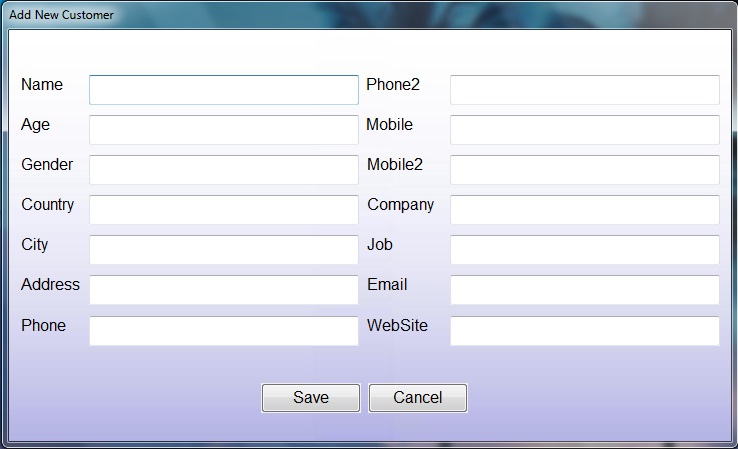 Add New Customer
Name
Phone2
Age
Mobile
Gender
Mobile2
Country
Company
City
Job
Address
Email
Phone
WebSite
Save
Cancel